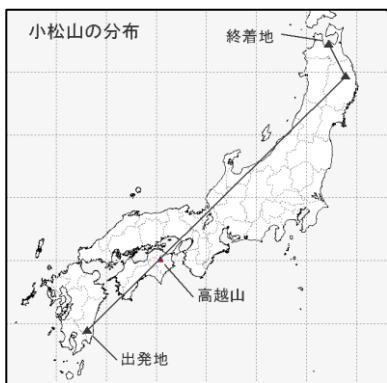 小松山の分布
終着地
高越山
出発地